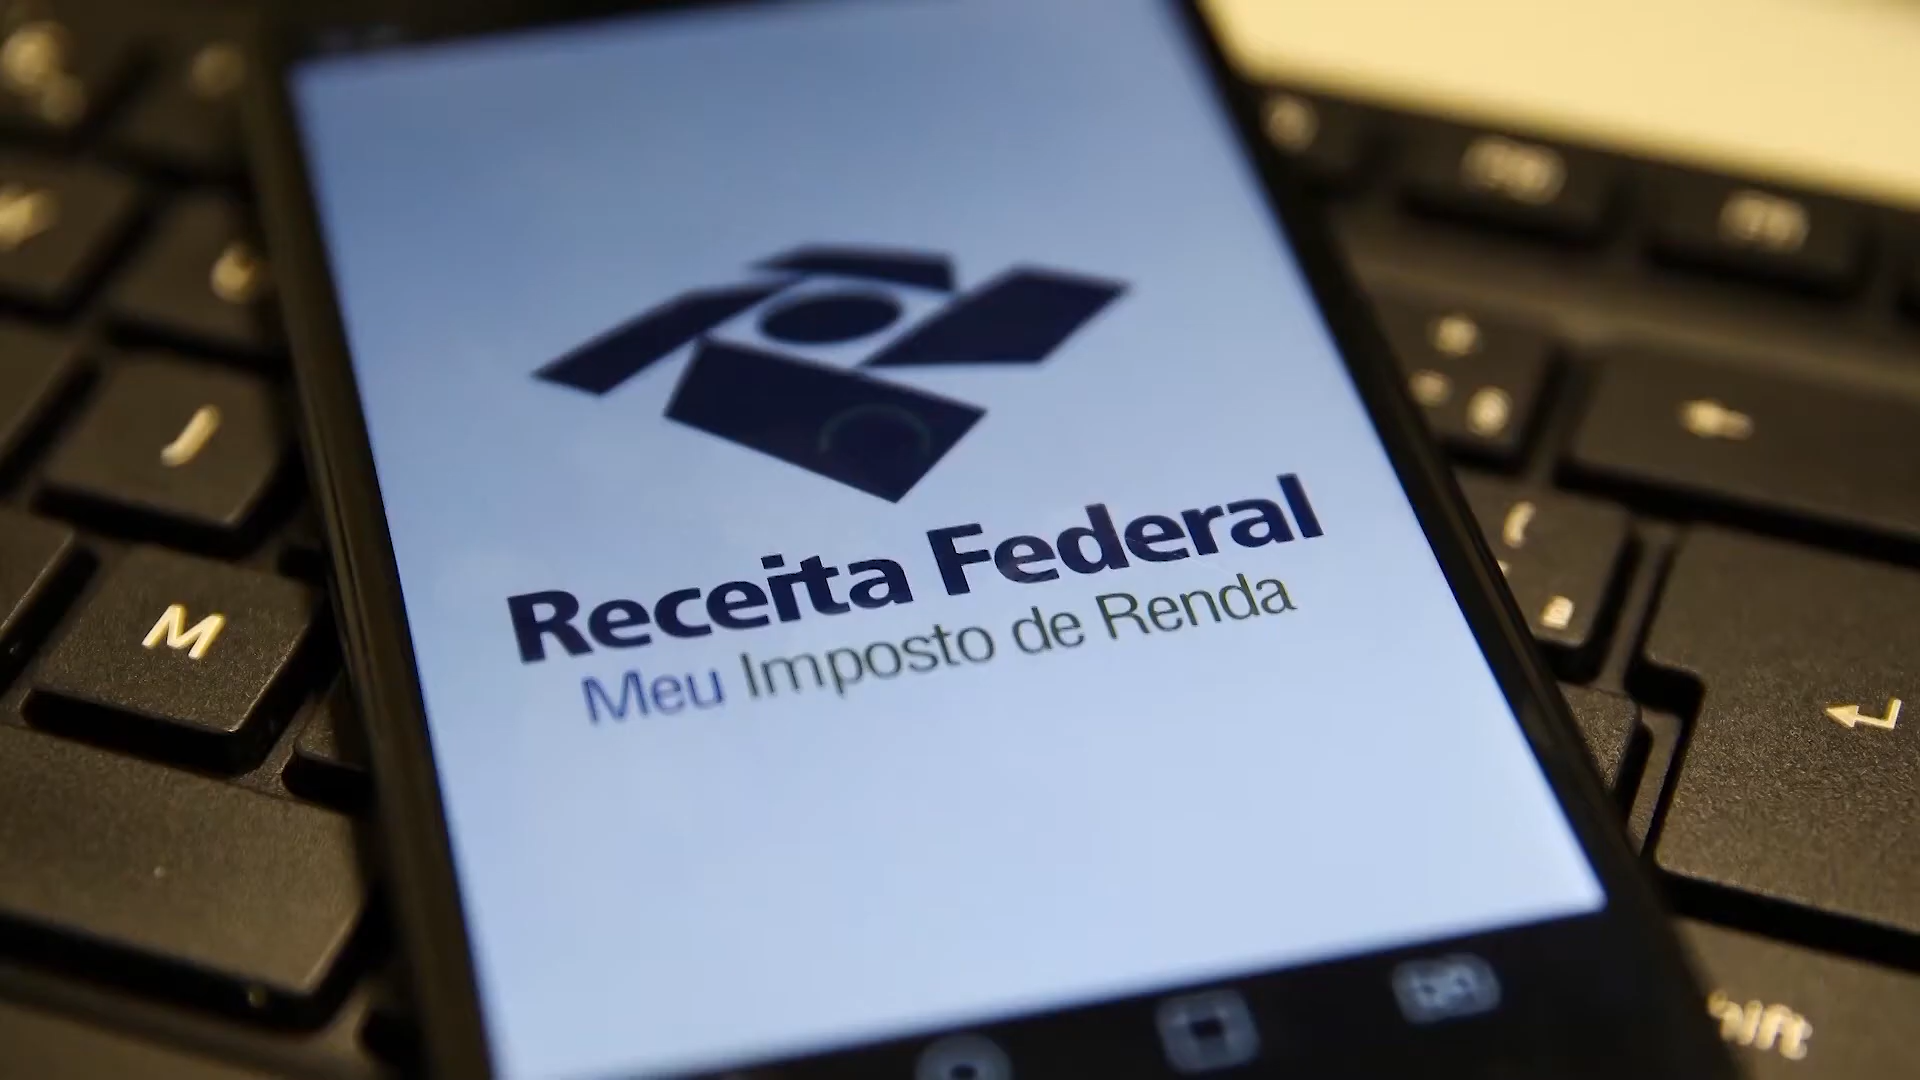 Receita Federal
Meu Imposto de Renda
M